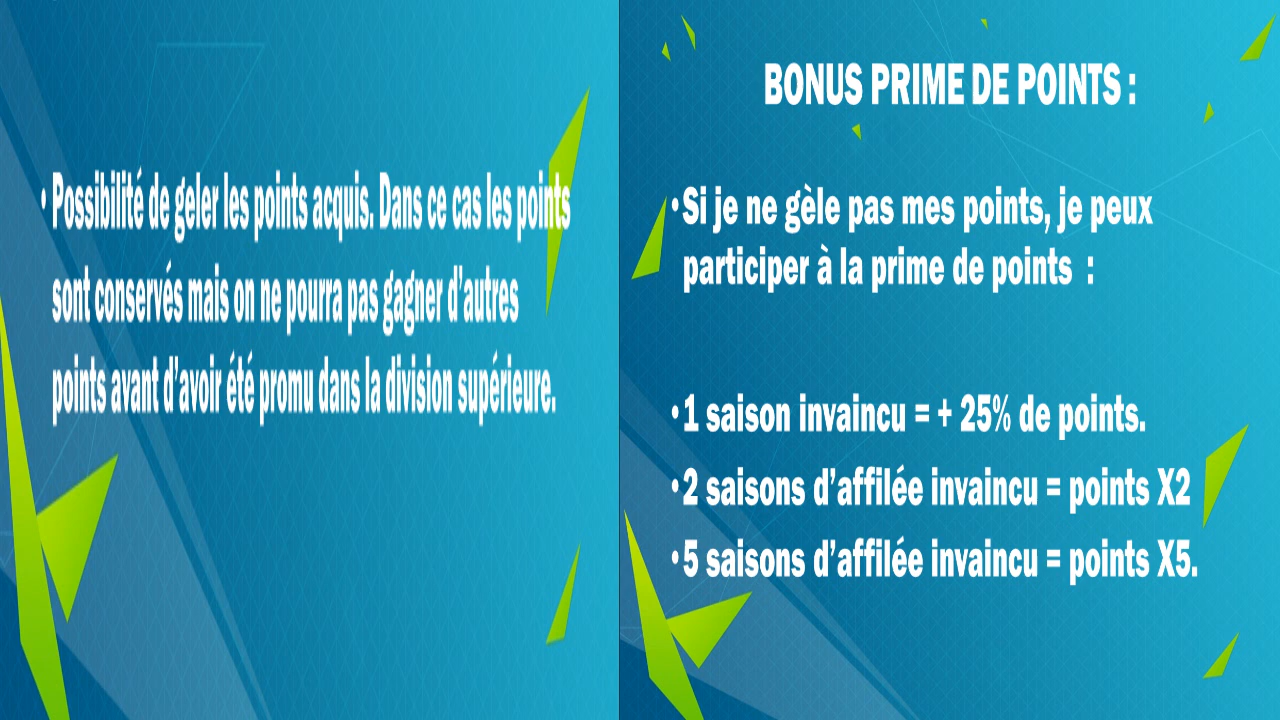 • Possibilité de geler les points acquis. Dans ce cas les points
sont conservés mais on ne pourra pas gagner d'autres
points avant d'avoir été promu dans la division supérieure.
BONUS PRIME DE POINTS :
• Si je ne gèle pas mes points, je peux
participer à la prime de points :
• 1 saison invaincu = + 25% de points.
• 2 saisons d'affilée invaincu = points X2
• 5 saisons d'affilée invaincu = points X5.